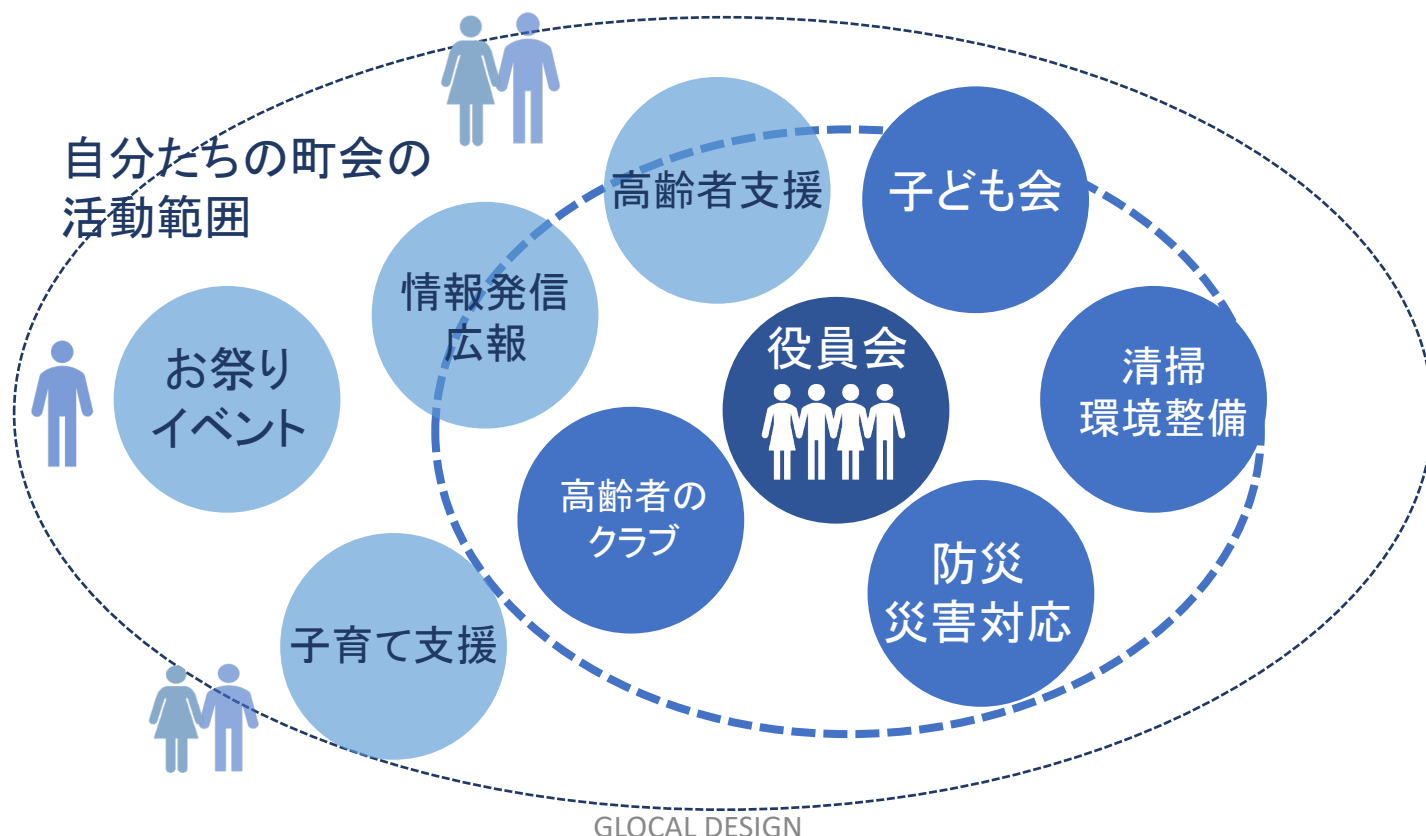 自分たちの町会の
活動範囲
高齢者支援
子ども会
情報発信
広報
お祭り
イベント
役員会
清掃
環境整備
高齢者の
クラブ
防災
災害対応
子育て支援
GLOCAL DESIGN